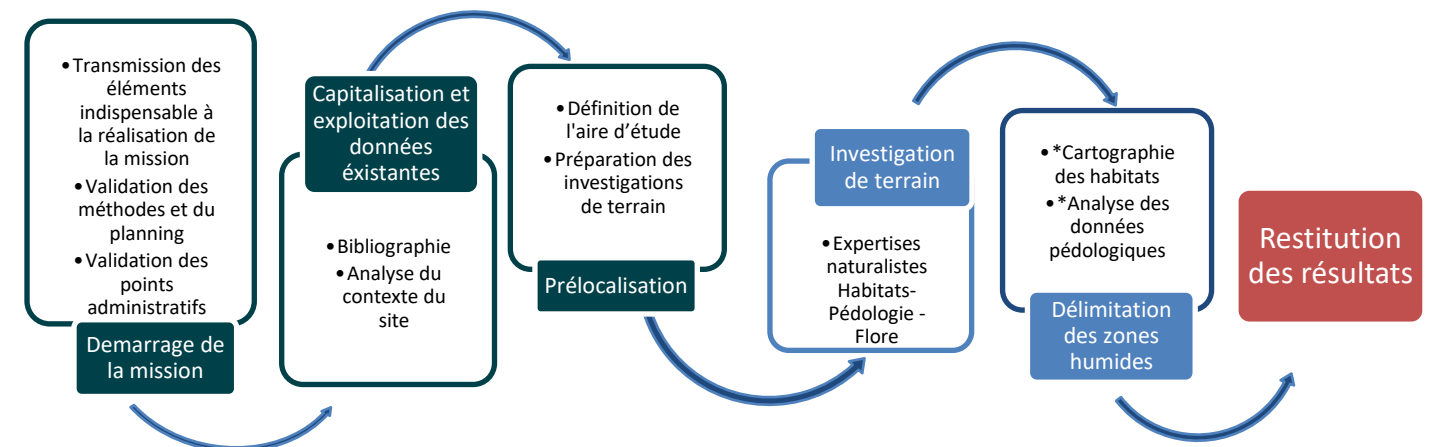 •Transmission des
éléments
indispensable à
la réalisation de
la mission
•Validation des
méthodes et du
planning
•Validation des
points
administratifs
Demarrage de
la mission
Capitalisation et
exploitation des
données
éxistantes
•Bibliographie
•Analyse du
contexte du
site
•Définition de
l'aire d’étude
•Préparation des
investigations
de terrain
Prélocalisation
Investigation
de terrain
•Expertises
naturalistes
Habitats-
Pédologie -
Flore
•*Cartographie
des habitats
•*Analyse des
données
pédologiques
Délimitation
des zones
humides
Restitution
des résultats